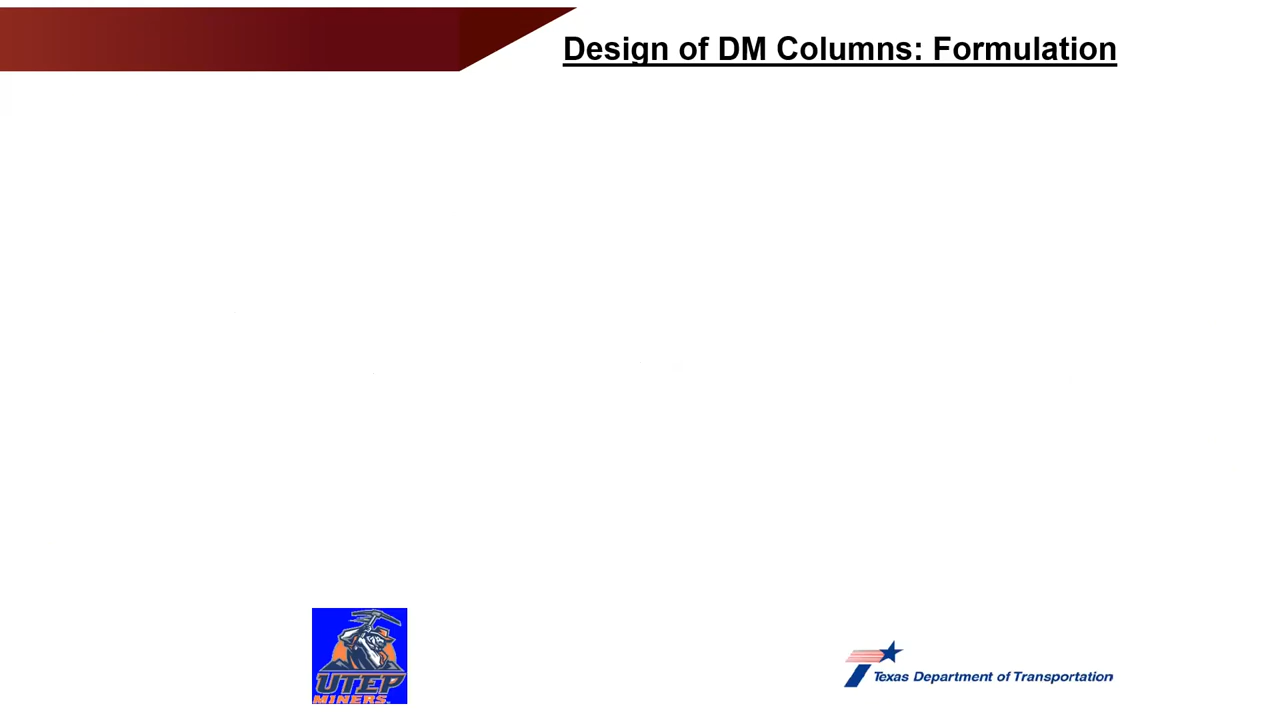 Design of DM Columns: Formulation
UTEP
MINERS
Texas Department of Transportation